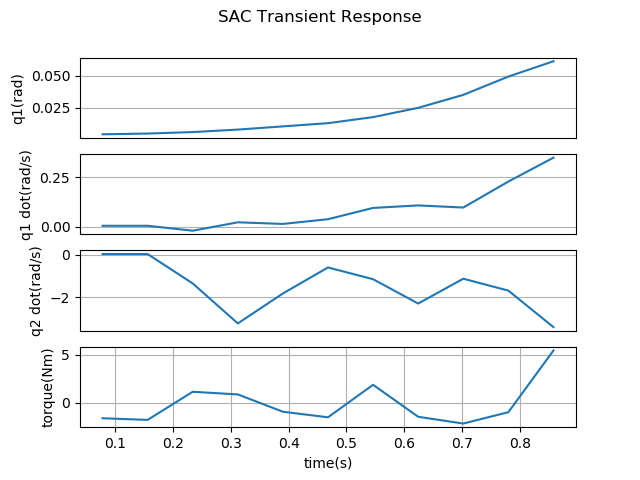 SAC Transient Response
q1(rad)
0.050
0.025
q1 dot(rad/s)
0.25
0.00
q2 dot(rad/s)
0
−2
torque(Nm)
5
0
0.1 0.2 0.3 0.4 0.5 0.6 0.7 0.8
time(s)